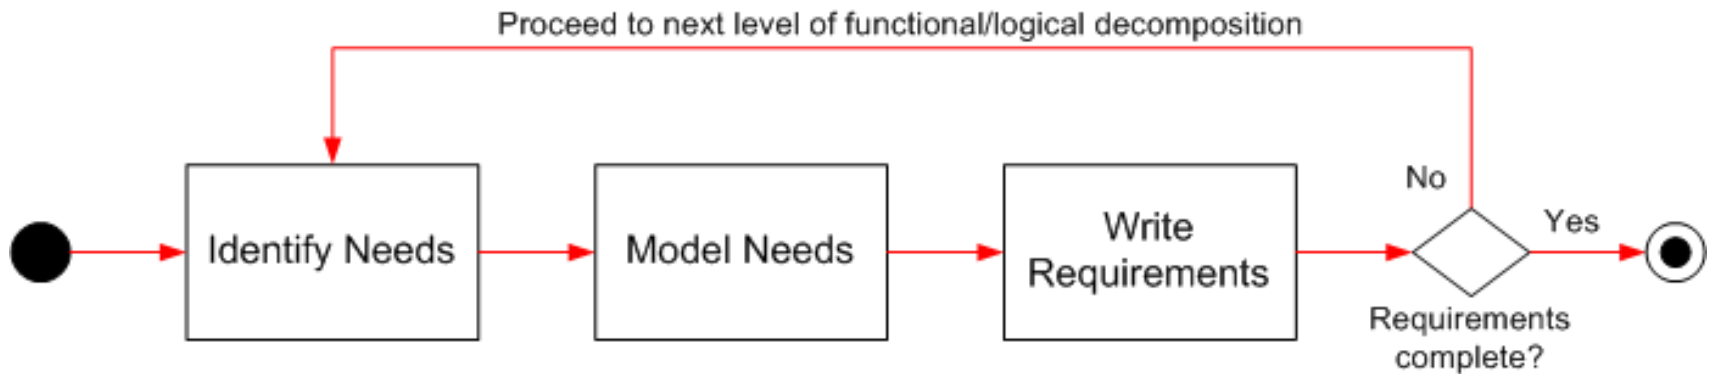 Proceed to next level of functional/logical decomposition
Identify Needs
Model Needs
Write
Requirements
No
Yes
Requirements
complete?